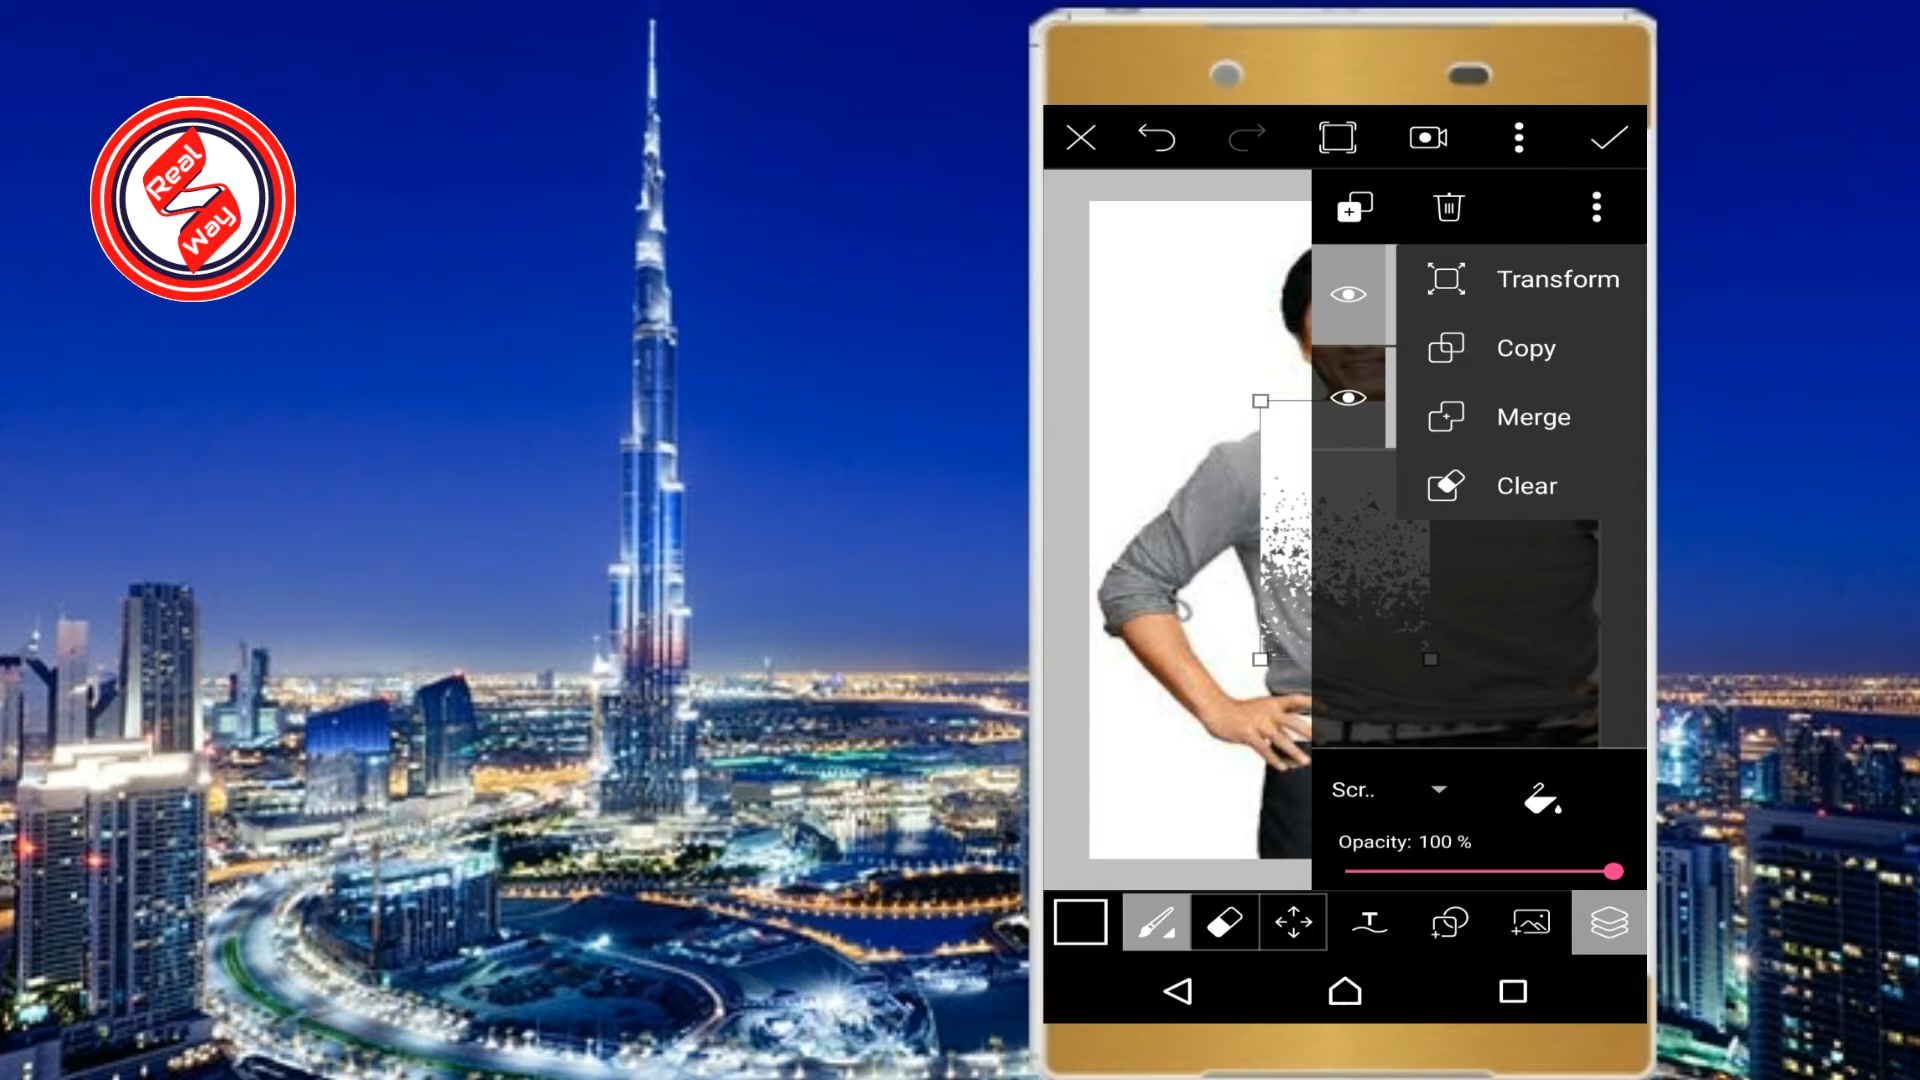 Real
Way
Transform
Copy
Merge
Clear
Scr..
Opacity: 100 %
T